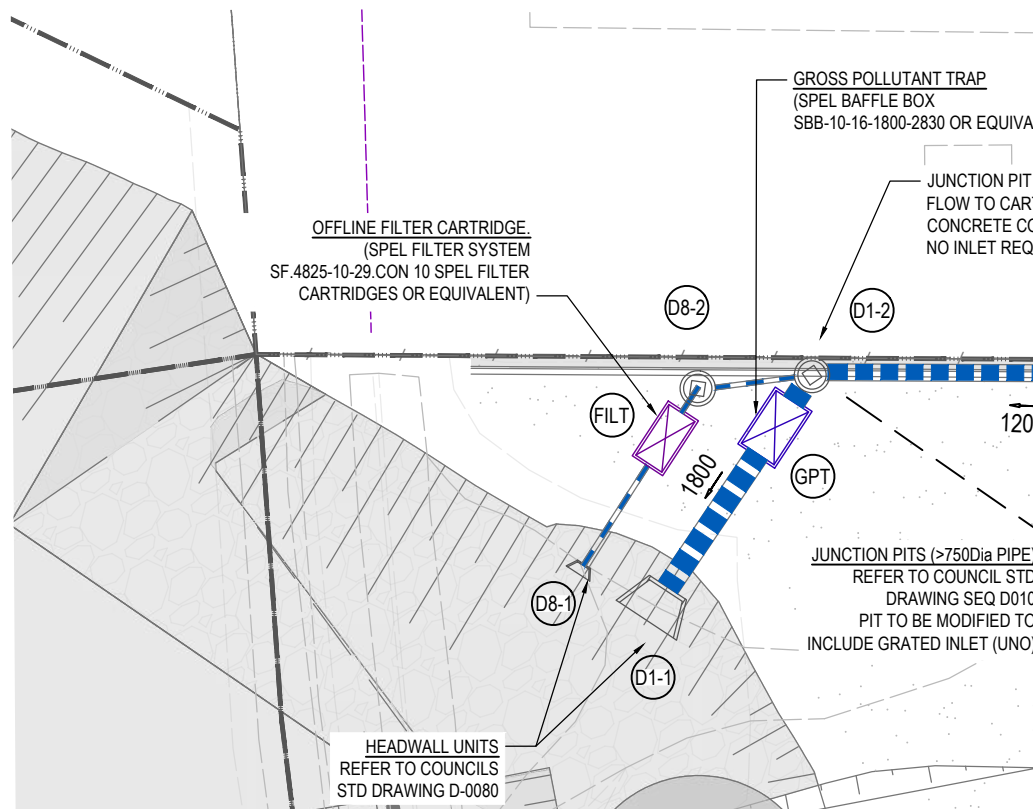 GROSS POLLUTANT TRAP
(SPEL BAFFLE BOX
SBB-10-16-1800-2830 OR EQUIVA
JUNCTION PIT
FLOW TO CAR
CONCRETE CO
NO INLET REQ
OFFLINE FILTER CARTRIDGE.
(SPEL FILTER SYSTEM
SF.4825-10-29.CON 10 SPEL FILTER
CARTRIDGES OR EQUIVALENT)
D8-2
D1-2
FILT
120
1800
GPT
JUNCTION PITS (>750Dia PIPE)
REFER TO COUNCIL STD
DRAWING SEQ D010
PIT TO BE MODIFIED TO
INCLUDE GRATED INLET (UNO)
D8-1
D1-1
HEADWALL UNITS
REFER TO COUNCILS
STD DRAWING D-0080